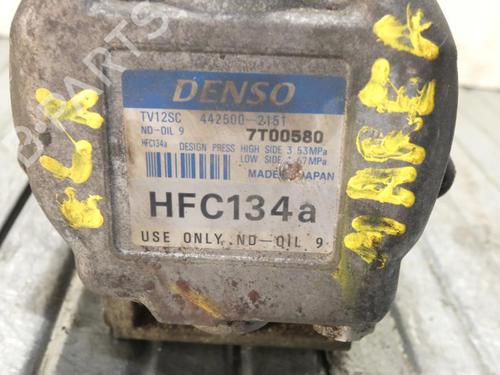 DENSO
TV12SC 442500-2151
ND-OIL 9 7T00580
HFC134a DESIGN PRESS HIGH SIDE 3.53MPa
LOW SIDE MPa
MADE JAPAN
HFC134a
USE ONLY ND-OIL 9